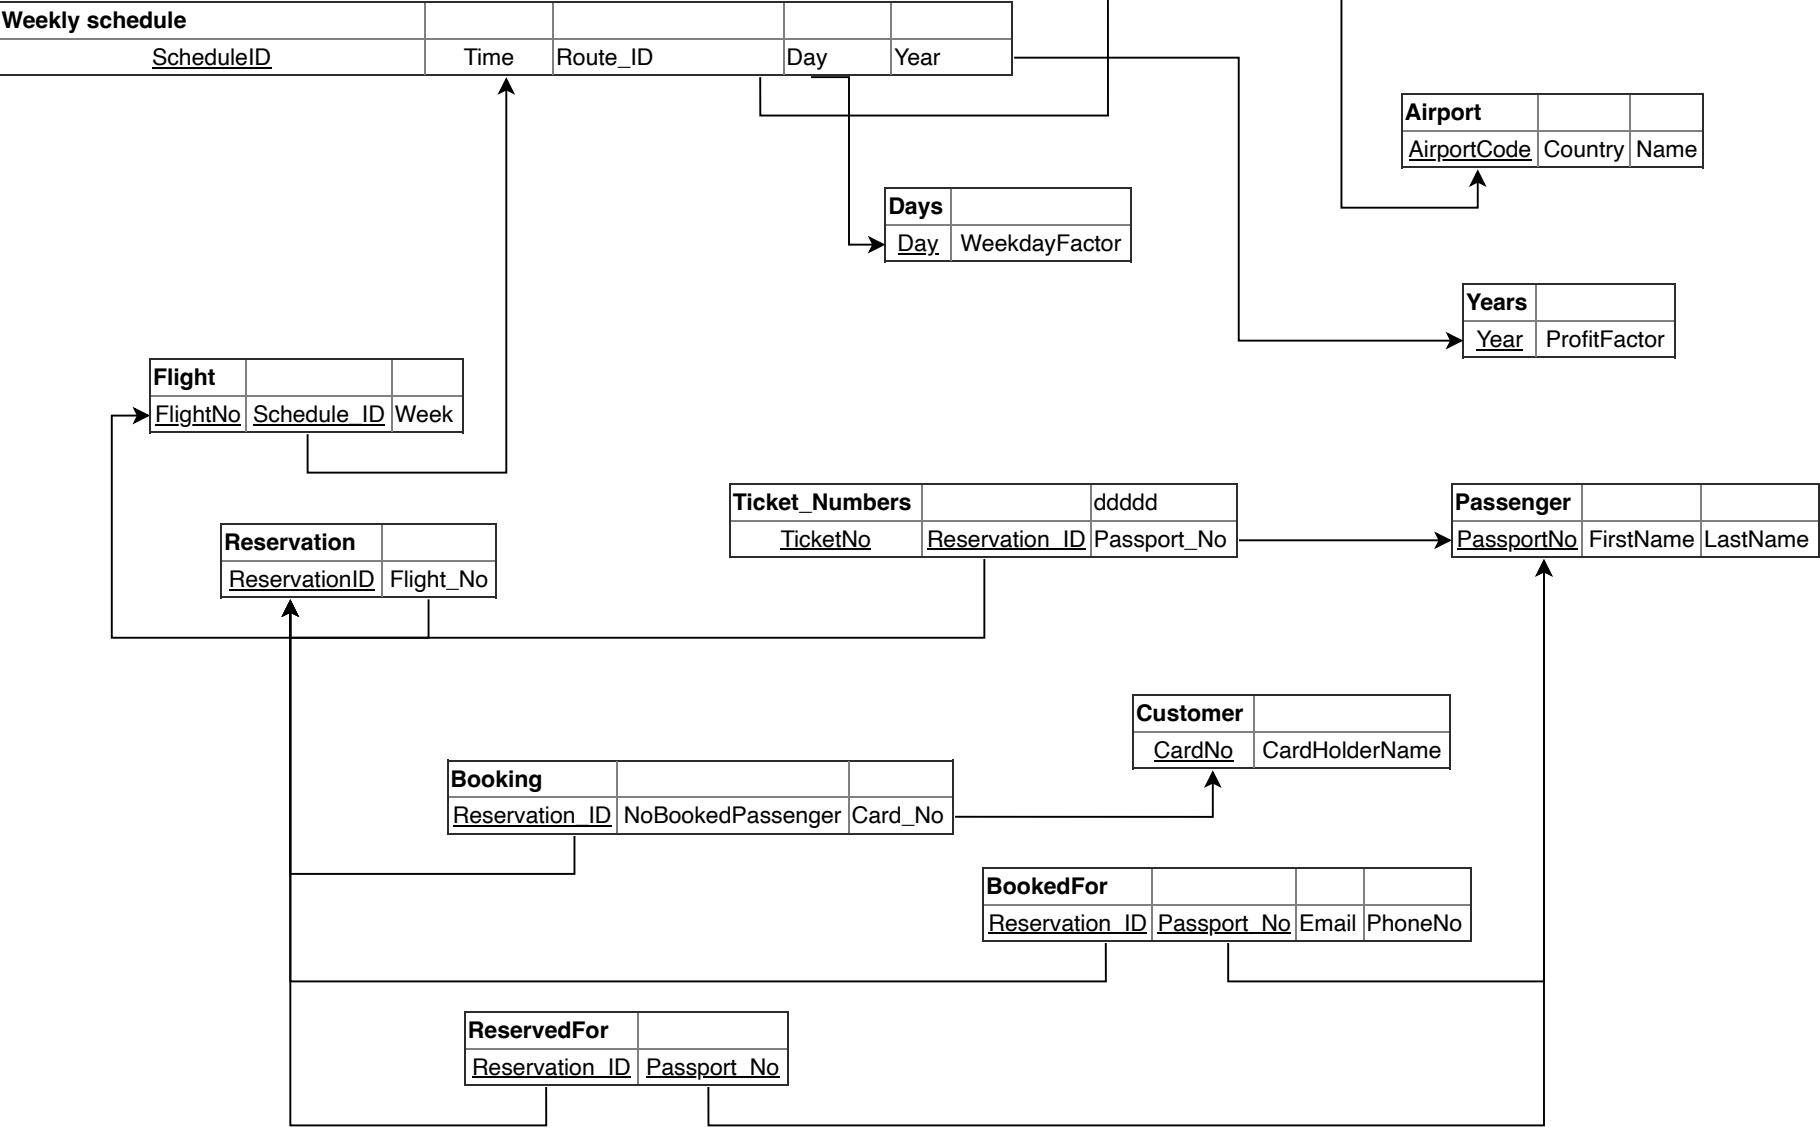 Weekly schedule
ScheduleID Time Route_ID Day Year
Airport
AirportCode Country Name
Days
Day WeekdayFactor
Years
Year ProfitFactor
Flight
FlightNo Schedule_ID Week
Ticket_Numbers ddddd
TicketNo Reservation_ID Passport_No
Passenger
PassportNo FirstName LastName
Reservation
ReservationID Flight_No
Customer
CardNo CardHolderName
Booking
Reservation_ID NoBookedPassenger Card_No
BookedFor
Reservation_ID Passport_No Email PhoneNo
ReservedFor
Reservation_ID Passport_No